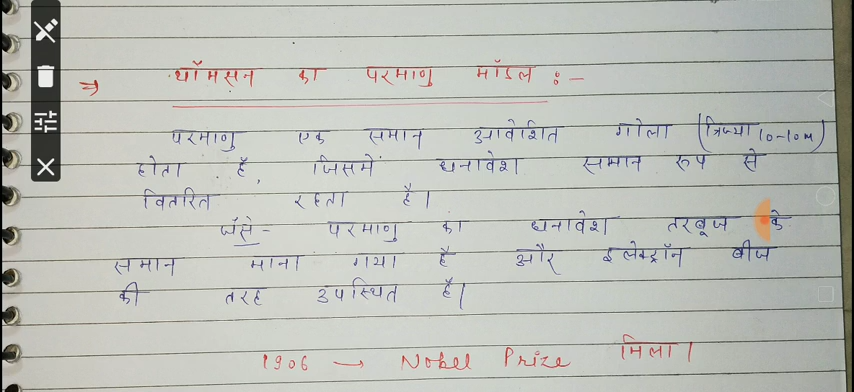 ⇒ थॉमसन का परमाणु मॉडल :-
परमाणु एक समान आवेशित गोला (त्रिज्या 10-10M)
होता है, जिसमें धनावेश समान रुप से
वितरित रहता है।
जैसे - परमाणु का धनावेश तरबूज के
समान माना गया है और इलेक्ट्रॉन बीज
की तरह उपस्थित है।
1906 → Nobel Prize मिला।